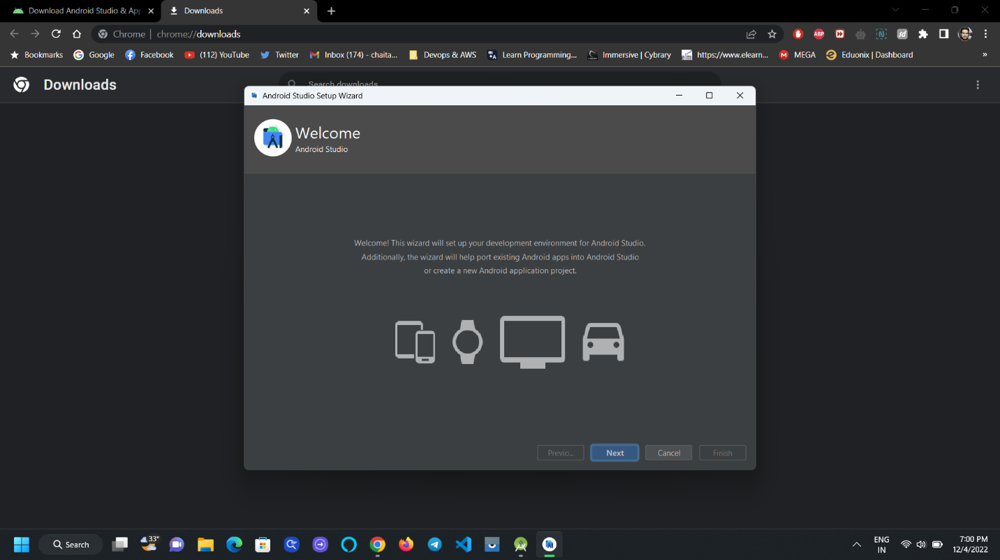 Download Android Studio & App
Downloads
Chrome | chrome://downloads
ABP
N
sd
Bookmarks
Google
Facebook
(112) YouTube
Twitter
Inbox (174) – chaita...
Devops & AWS
Learn Programming...
Immersive | Cybrary
elm
https://www.elearn...
M
MEGA
Eduonix | Dashboard
»
Downloads
Search downloads
Android Studio Setup Wizard
Welcome
Android Studio
Welcome! This wizard will set up your development environment for Android Studio.
Additionally, the wizard will help port existing Android apps into Android Studio
or create a new Android application project.
Previo...
Next
Cancel
Finish
Search
33°
ENG
IN
7:00 PM
12/4/2022